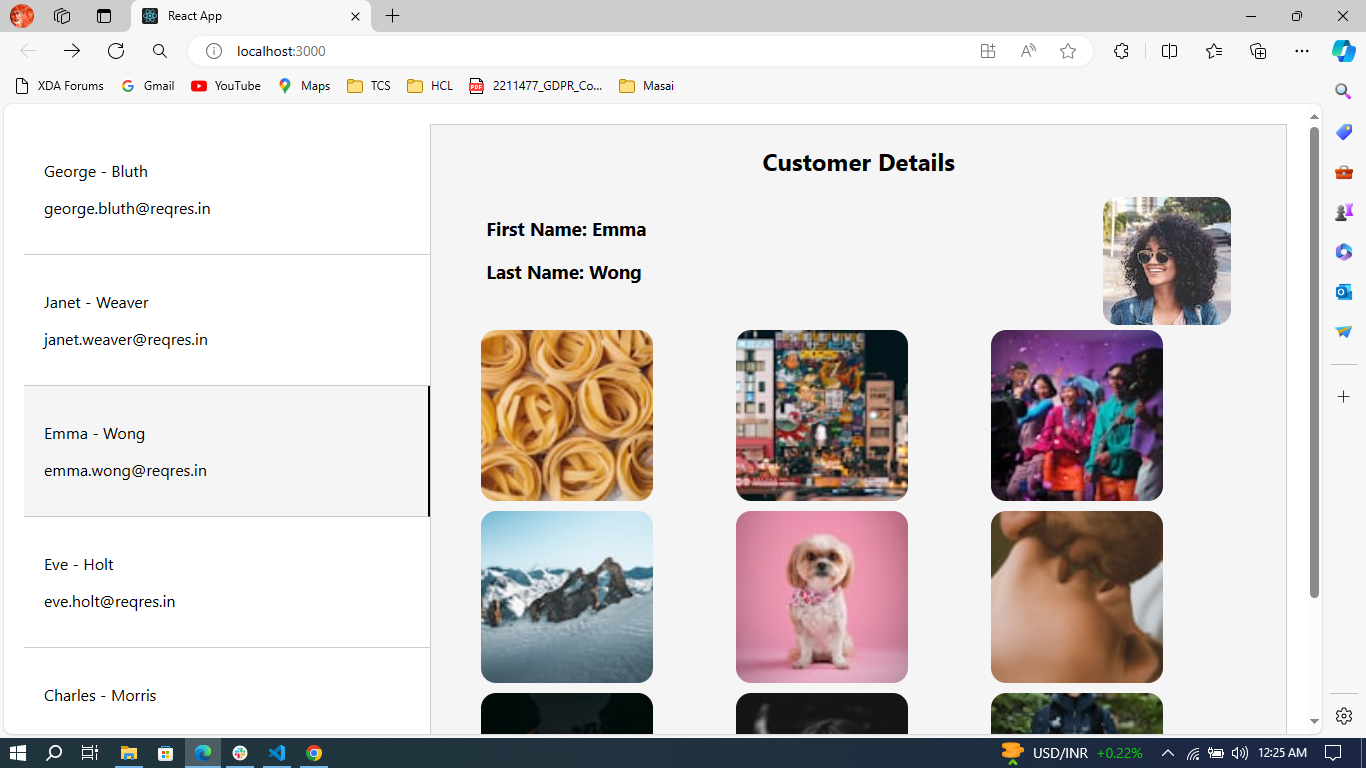 React App
localhost:3000
XDA Forums
Gmail
YouTube
Maps
TCS
HCL
2211477_GDPR_Co...
Masai
George - Bluth
george.bluth@reqres.in
Janet - Weaver
janet.weaver@reqres.in
Emma - Wong
emma.wong@reqres.in
Eve - Holt
eve.holt@reqres.in
Charles - Morris
Customer Details
First Name: Emma
Last Name: Wong
USD/INR +0.22%
12:25 AM